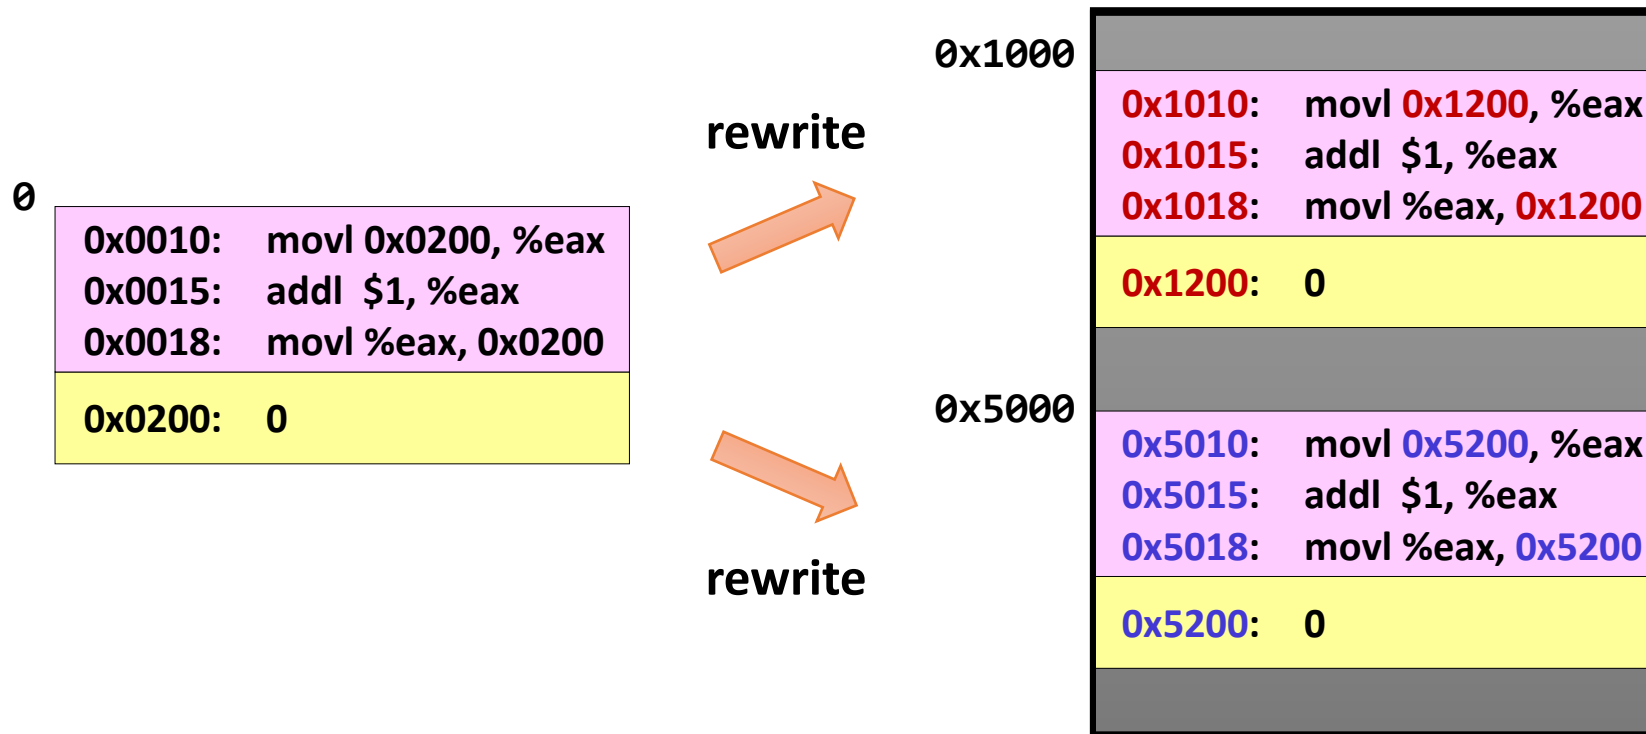 0
0x0010: movl 0x0200, %eax
0x0015: addl $1, %eax
0x0018: movl %eax, 0x0200
0x0200: 0
rewrite
rewrite
0x1000
0x1010: movl 0x1200, %eax
0x1015: addl $1, %eax
0x1018: movl %eax, 0x1200
0x1200: 0
0x5000
0x5010: movl 0x5200, %eax
0x5015: addl $1, %eax
0x5018: movl %eax, 0x5200
0x5200: 0